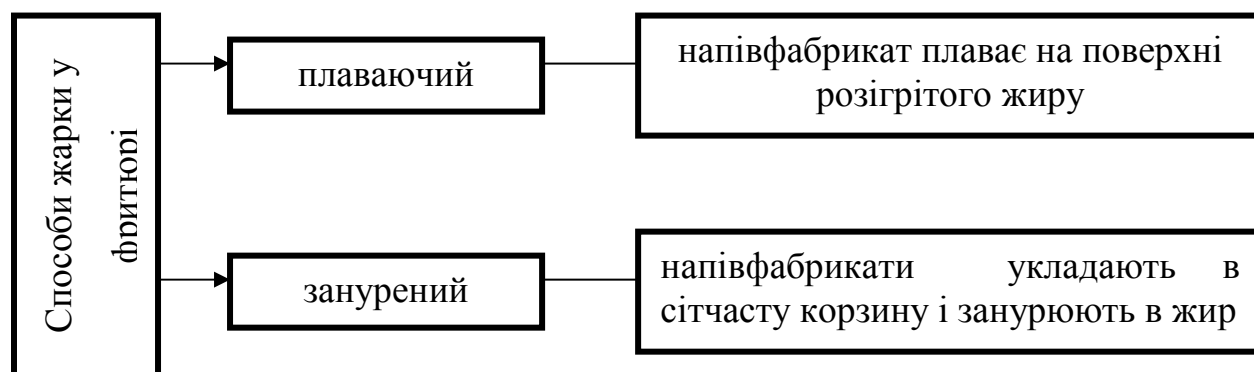 Способи жарки у
фритюрі
плаваючий
напівфабрикат плаває на поверхні
розігрітого жиру
занурений
напівфабрикати укладають в
сітчасту корзину і занурюють в жир